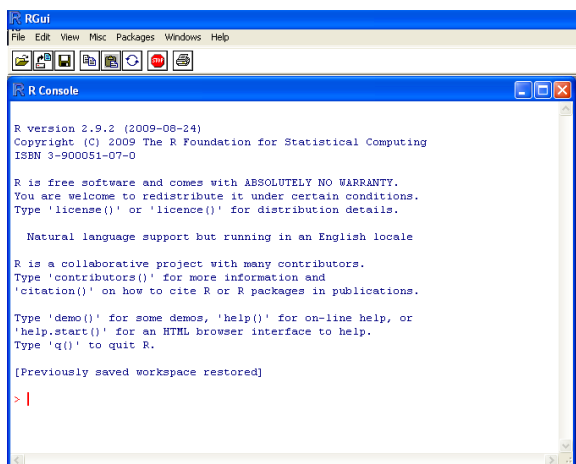 RGui
File Edit View Misc Packages Windows Help
STOP
R Console
R version 2.9.2 (2009-08-24)
Copyright (C) 2009 The R Foundation for Statistical Computing
ISBN 3-900051-07-0
R is free software and comes with ABSOLUTELY NO WARRANTY.
You are welcome to redistribute it under certain conditions.
Type 'license()' or 'licence()' for distribution details.
Natural language support but running in an English locale
R is a collaborative project with many contributors.
Type 'contributors()' for more information and
'citation()' on how to cite R or R packages in publications.
Type 'demo()' for some demos, 'help()' for on-line help, or
'help.start()' for an HTML browser interface to help.
Type 'q()' to quit R.
[Previously saved workspace restored]
>